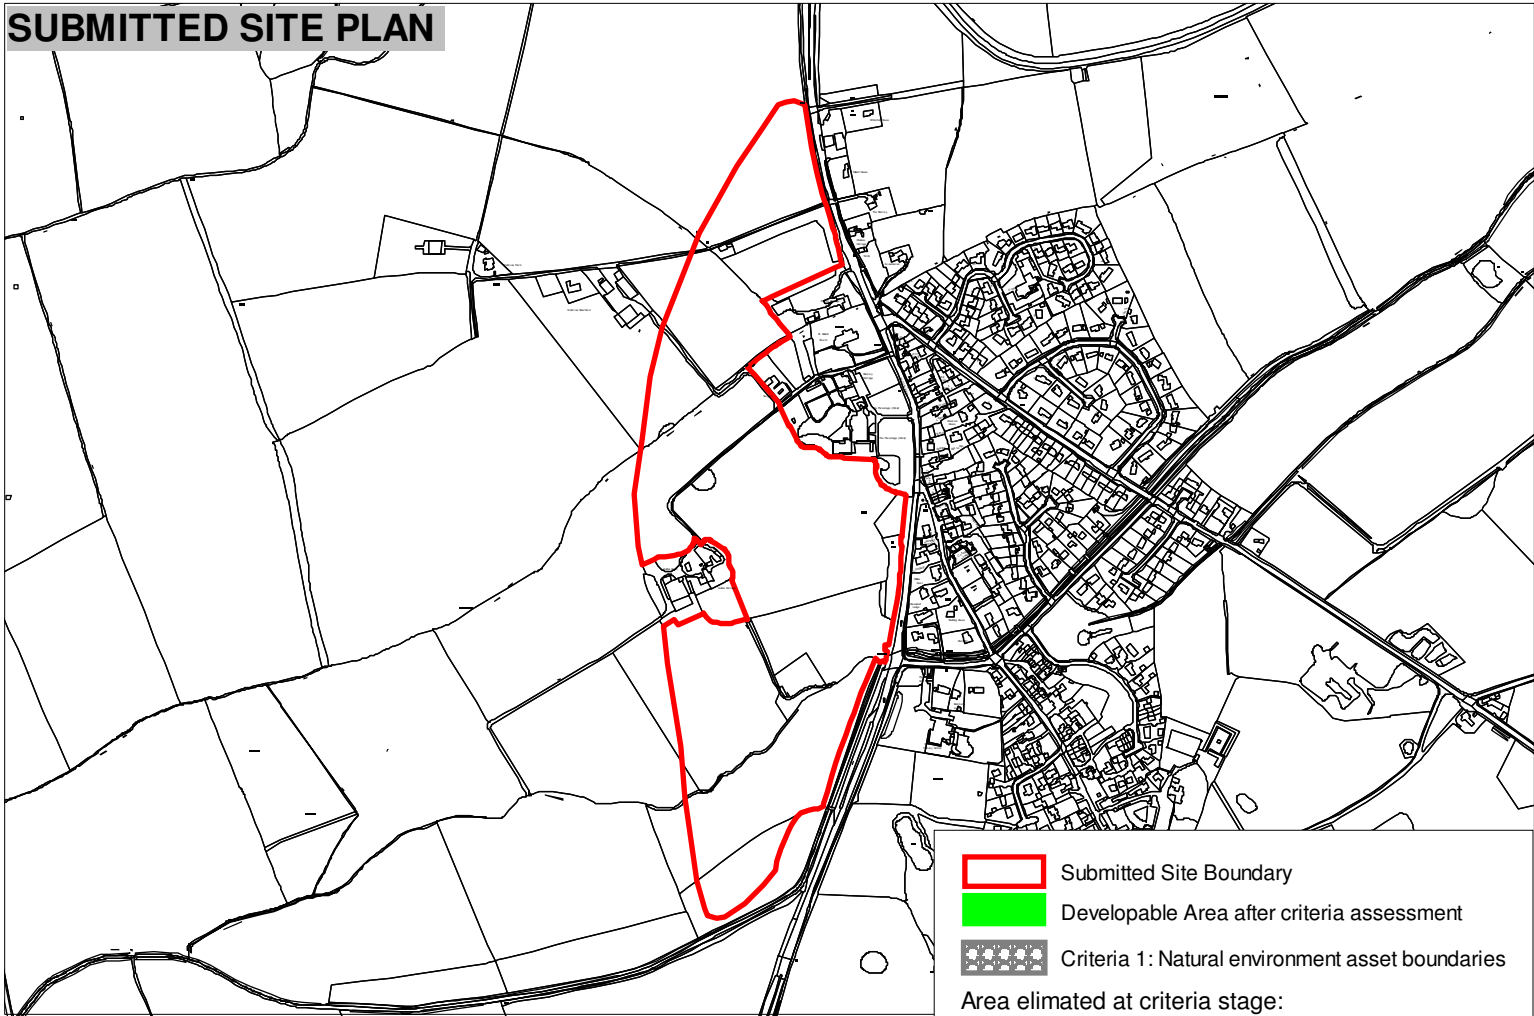 SUBMITTED SITE PLAN
Submitted Site Boundary
Developable Area after criteria assessment
Criteria 1: Natural environment asset boundaries
Area elimated at criteria stage: